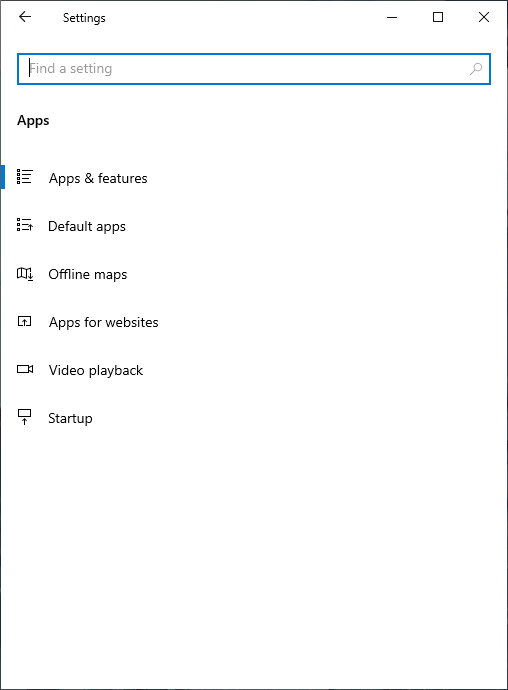 Settings
Find a setting
Apps
Apps & features
Default apps
Offline maps
Apps for websites
Video playback
Startup